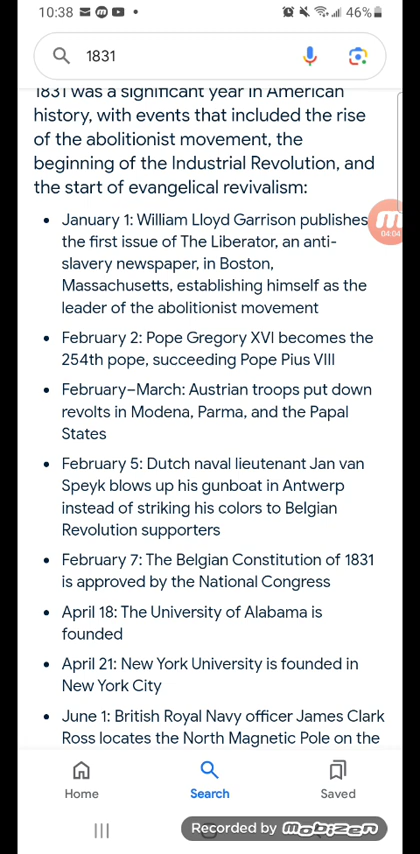 10:38
46%
1831
1831 was a significant year in American
history, with events that included the rise
of the abolitionist movement, the
beginning of the Industrial Revolution, and
the start of evangelical revivalism:
• January 1: William Lloyd Garrison publishes
the first issue of The Liberator, an anti-
slavery newspaper, in Boston,
Massachusetts, establishing himself as the
leader of the abolitionist movement
• February 2: Pope Gregory XVI becomes the
254th pope, succeeding Pope Pius VIII
• February–March: Austrian troops put down
revolts in Modena, Parma, and the Papal
States
• February 5: Dutch naval lieutenant Jan van
Speyk blows up his gunboat in Antwerp
instead of striking his colors to Belgian
Revolution supporters
• February 7: The Belgian Constitution of 1831
is approved by the National Congress
• April 18: The University of Alabama is
founded
• April 21: New York University is founded in
New York City
• June 1: British Royal Navy officer James Clark
Ross locates the North Magnetic Pole on the
m
04:04
Home
Search
Saved
Recorded by mobizen